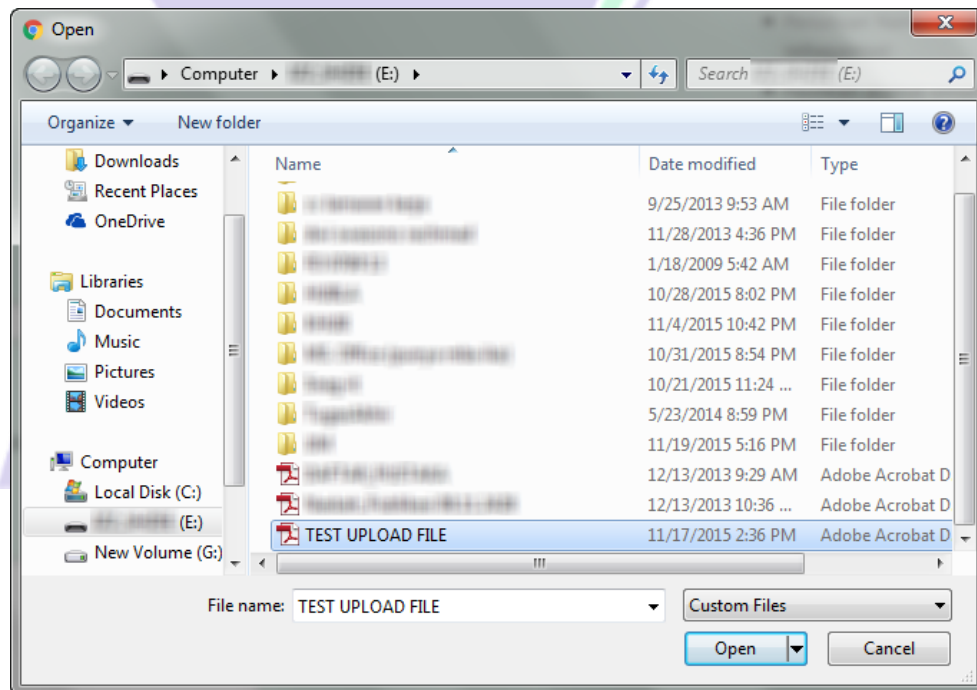 Open
Computer (E:)
Search (E:)
Organize New folder
Name Date modified Type
Downloads
Recent Places
OneDrive
Libraries
Documents
Music
Pictures
Videos
Computer
Local Disk (C:)
(E:)
New Volume (G:)
9/25/2013 9:53 AM File folder
11/28/2013 4:36 PM File folder
1/18/2009 5:42 AM File folder
10/28/2015 8:02 PM File folder
11/4/2015 10:42 PM File folder
10/31/2015 8:54 PM File folder
10/21/2015 11:24 ... File folder
5/23/2014 8:59 PM File folder
11/19/2015 5:16 PM File folder
12/13/2013 9:29 AM Adobe Acrobat D
12/13/2013 10:36 ... Adobe Acrobat D
TEST UPLOAD FILE 11/17/2015 2:36 PM Adobe Acrobat D
File name: TEST UPLOAD FILE Custom Files
Open Cancel